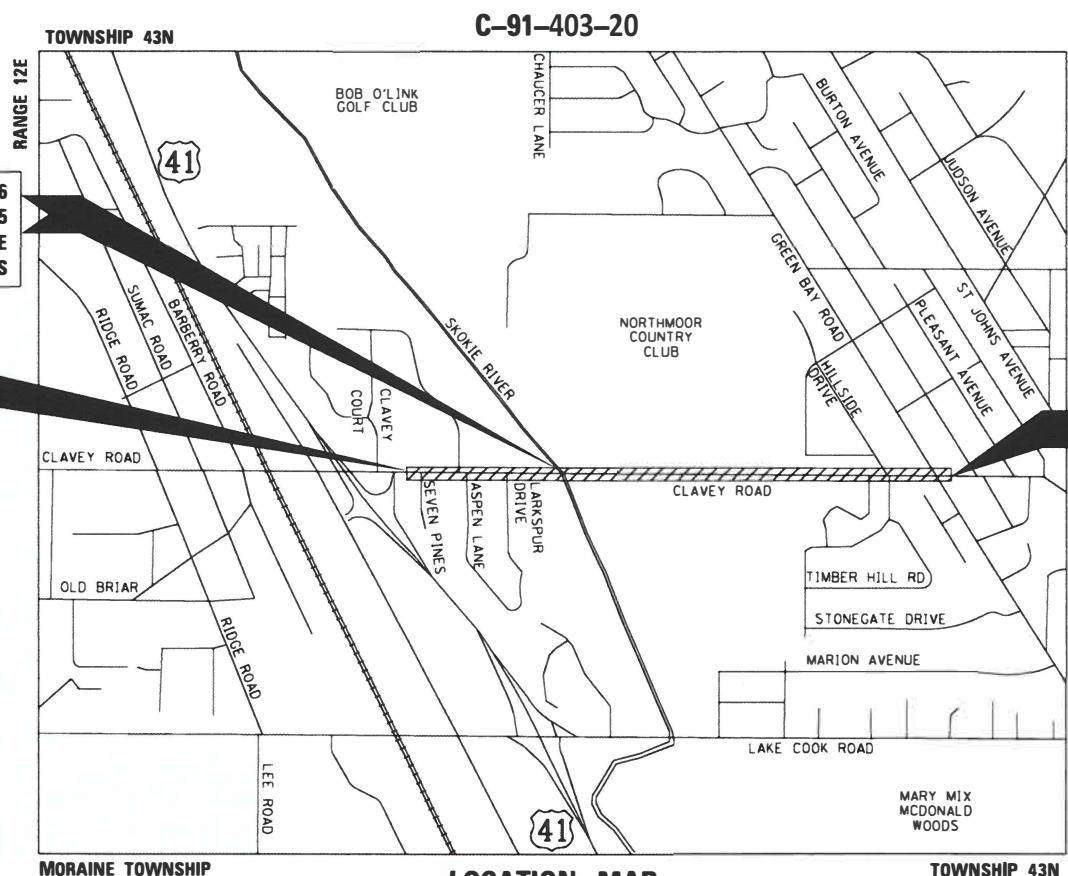 C-91-403-20
TOWNSHIP 43N
RANGE 12E
BOB O'LINK
GOLF CLUB
CHAUCER LANE
BURTON AVENUE
JUDSON AVENUE
41
6
5
E
S
SUMAC ROAD
RIDGE ROAD
BARBERRY ROAD
SKOKIE RIVER
NORTHMOOR
COUNTRY
CLUB
GREEN BAY ROAD
HILLSIDE
DRIVE
PLEASANT AVENUE
ST JOHNS AVENUE
CLAVEY
COURT
CLAVEY ROAD
CLAVEY ROAD
SEVEN PINES
ASPEN LANE
LARKSPUR
DRIVE
OLD BRIAR
RIDGE ROAD
TIMBER HILL RD
STONEGATE DRIVE
MARION AVENUE
LAKE COOK ROAD
LEE ROAD
41
MARY MIX
MCDONALD
WOODS
MORAINE TOWNSHIP
LOCATION MAP
TOWNSHIP 43N